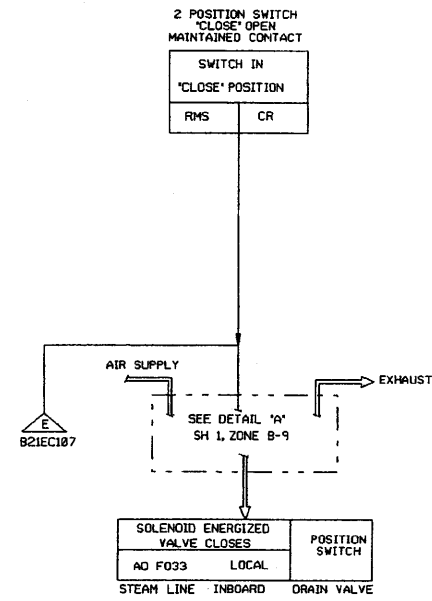 2 POSITION SWITCH
"CLOSE" OPEN
MAINTAINED CONTACT
SWITCH IN
"CLOSE" POSITION
RMS CR
AIR SUPPLY
EXHAUST
E
B21EC107
SEE DETAIL "A"
SH 1, ZONE B-9
SOLENOID ENERGIZED
VALVE CLOSES
POSITION
SWITCH
AO F033 LOCAL
STEAM LINE INBOARD DRAIN VALVE